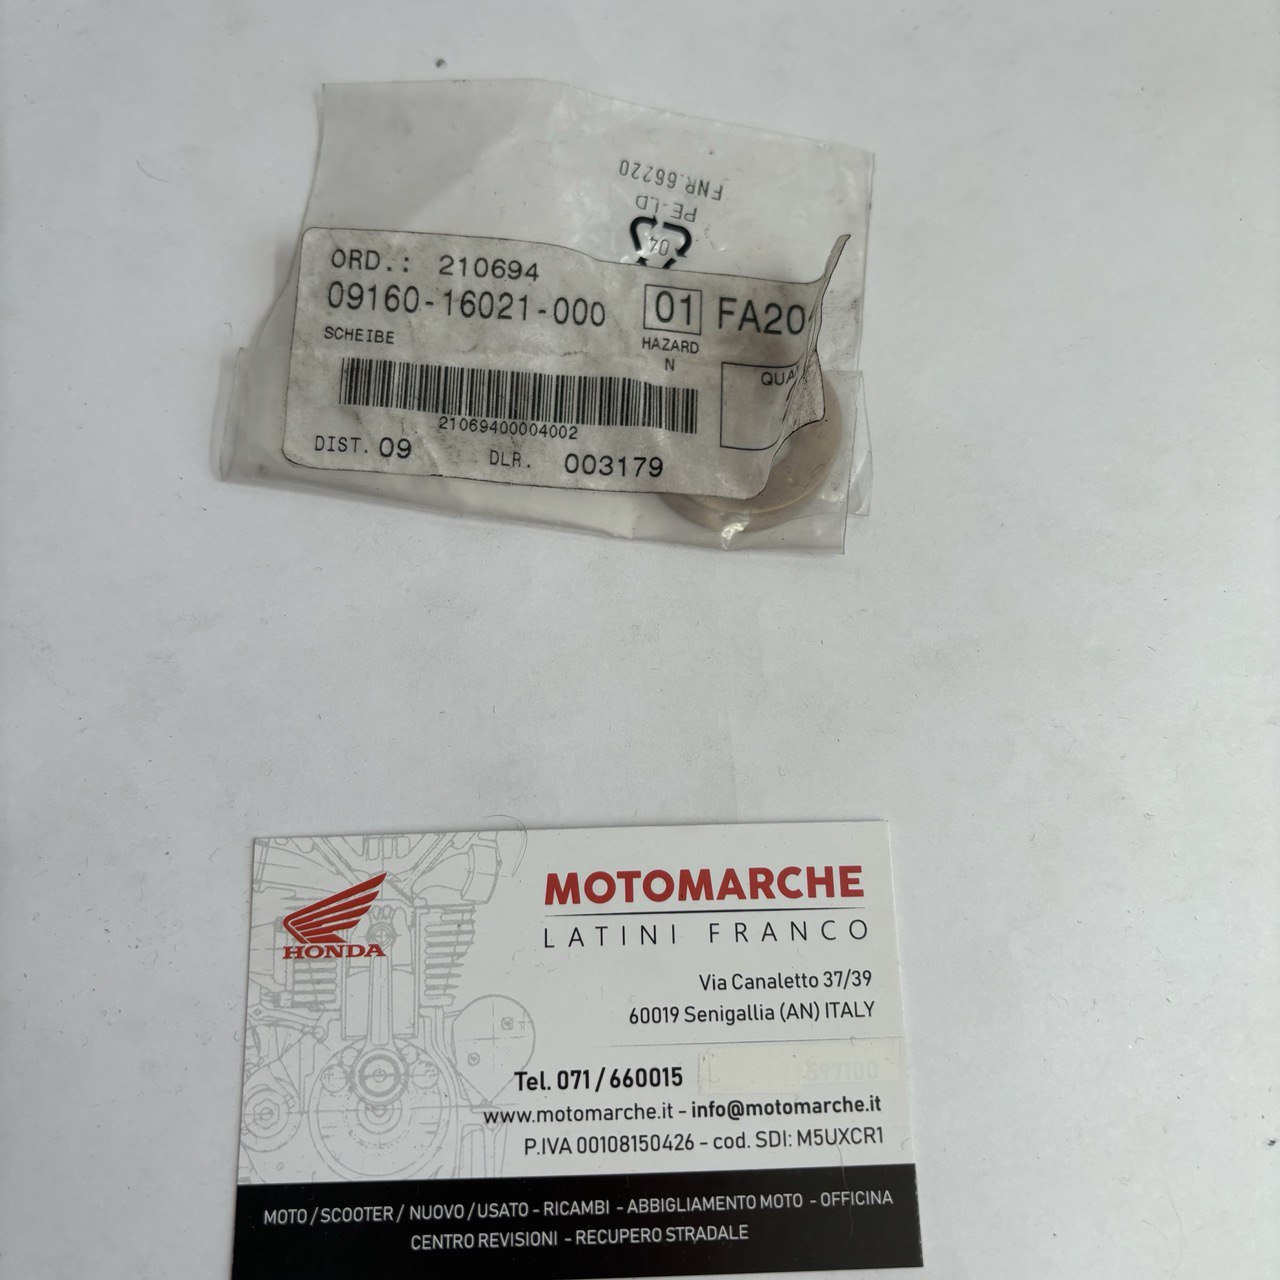 FNR.66220
PE-LD
04
ORD.: 210694
09160-16021-000 01 FA20
SCHEIBE
HAZARD
N
QUA
21069400004002
DIST. 09 DLR. 003179
HONDA
MOTOMARCHE
LATINI FRANCO
Via Canaletto 37/39
60019 Senigallia (AN) ITALY
Tel. 071 / 660015
www.motomarche.it - info@motomarche.it
P.IVA 00108150426 - cod. SDI: M5UXCR1
MOTO / SCOOTER / NUOVO / USATO - RICAMBI - ABBIGLIAMENTO MOTO - OFFICINA
CENTRO REVISIONI - RECUPERO STRADALE